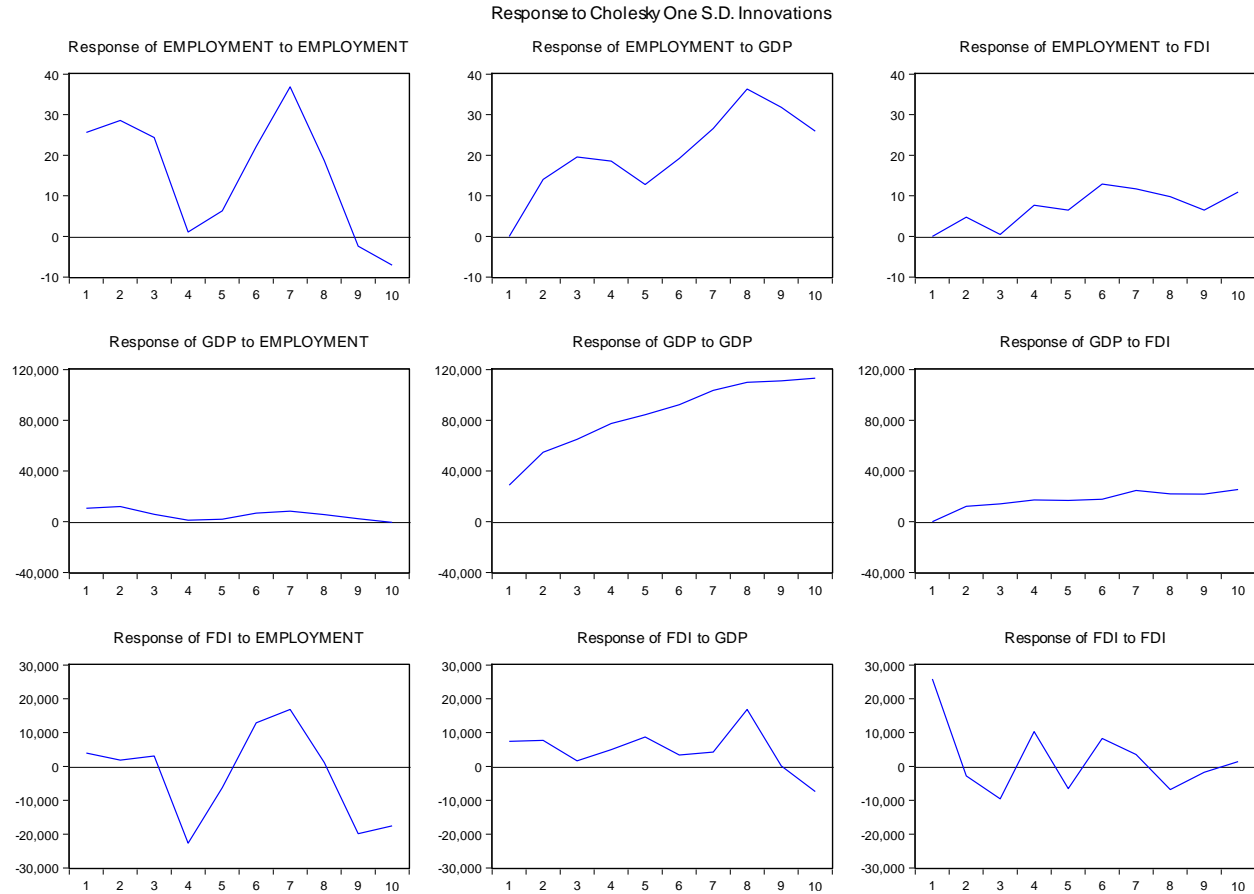 Response to Cholesky One S.D. Innovations
Response of EMPLOYMENT to EMPLOYMENT
40
30
20
10
0
-10
1 2 3 4 5 6 7 8 9 10
Response of EMPLOYMENT to GDP
40
30
20
10
0
-10
1 2 3 4 5 6 7 8 9 10
Response of EMPLOYMENT to FDI
40
30
20
10
0
-10
1 2 3 4 5 6 7 8 9 10
Response of GDP to EMPLOYMENT
120,000
80,000
40,000
0
-40,000
1 2 3 4 5 6 7 8 9 10
Response of GDP to GDP
120,000
80,000
40,000
0
-40,000
1 2 3 4 5 6 7 8 9 10
Response of GDP to FDI
120,000
80,000
40,000
0
-40,000
1 2 3 4 5 6 7 8 9 10
Response of FDI to EMPLOYMENT
30,000
20,000
10,000
0
-10,000
-20,000
-30,000
1 2 3 4 5 6 7 8 9 10
Response of FDI to GDP
30,000
20,000
10,000
0
-10,000
-20,000
-30,000
1 2 3 4 5 6 7 8 9 10
Response of FDI to FDI
30,000
20,000
10,000
0
-10,000
-20,000
-30,000
1 2 3 4 5 6 7 8 9 10